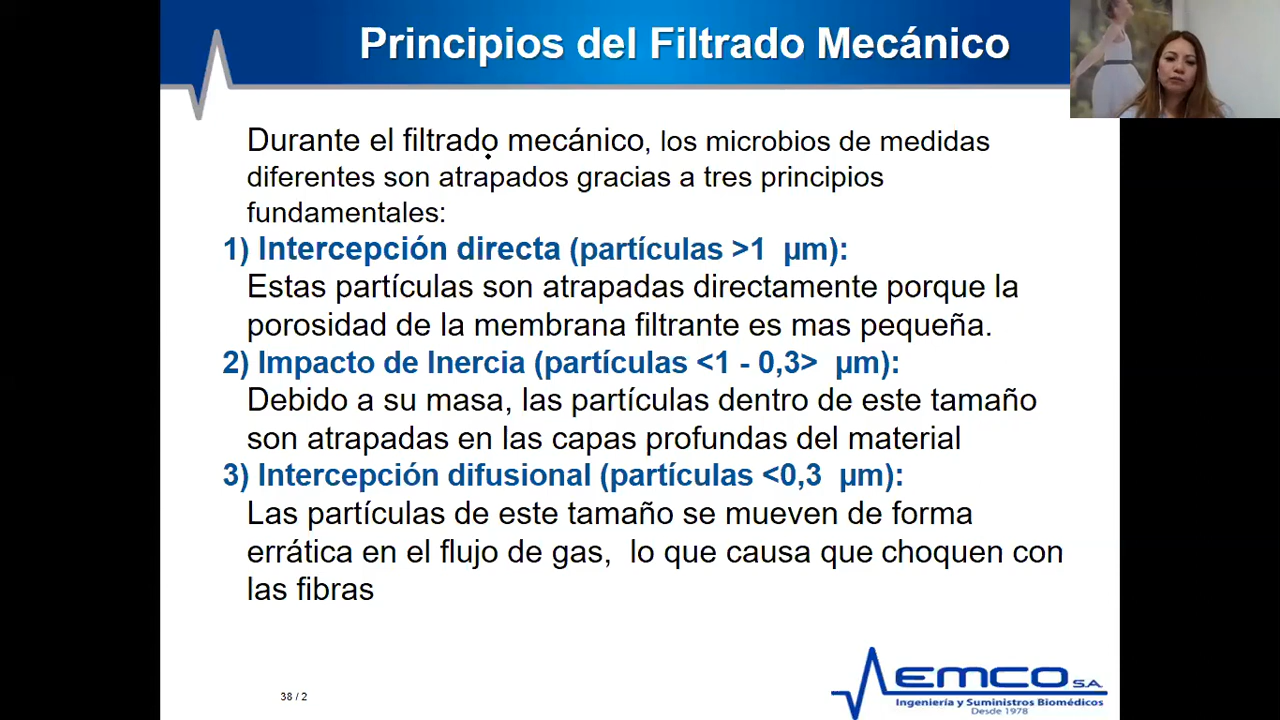 Principios del Filtrado Mecánico
Durante el filtrado mecánico, los microbios de medidas
diferentes son atrapados gracias a tres principios
fundamentales:
1) Intercepción directa (partículas >1 µm):
Estas partículas son atrapadas directamente porque la
porosidad de la membrana filtrante es mas pequeña.
2) Impacto de Inercia (partículas <1 - 0,3> µm):
Debido a su masa, las partículas dentro de este tamaño
son atrapadas en las capas profundas del material
3) Intercepción difusional (partículas <0,3 µm):
Las partículas de este tamaño se mueven de forma
errática en el flujo de gas, lo que causa que choquen con
las fibras
38 / 2
EMCO S.A.
Ingeniería y Suministros Biomédicos
Desde 1978